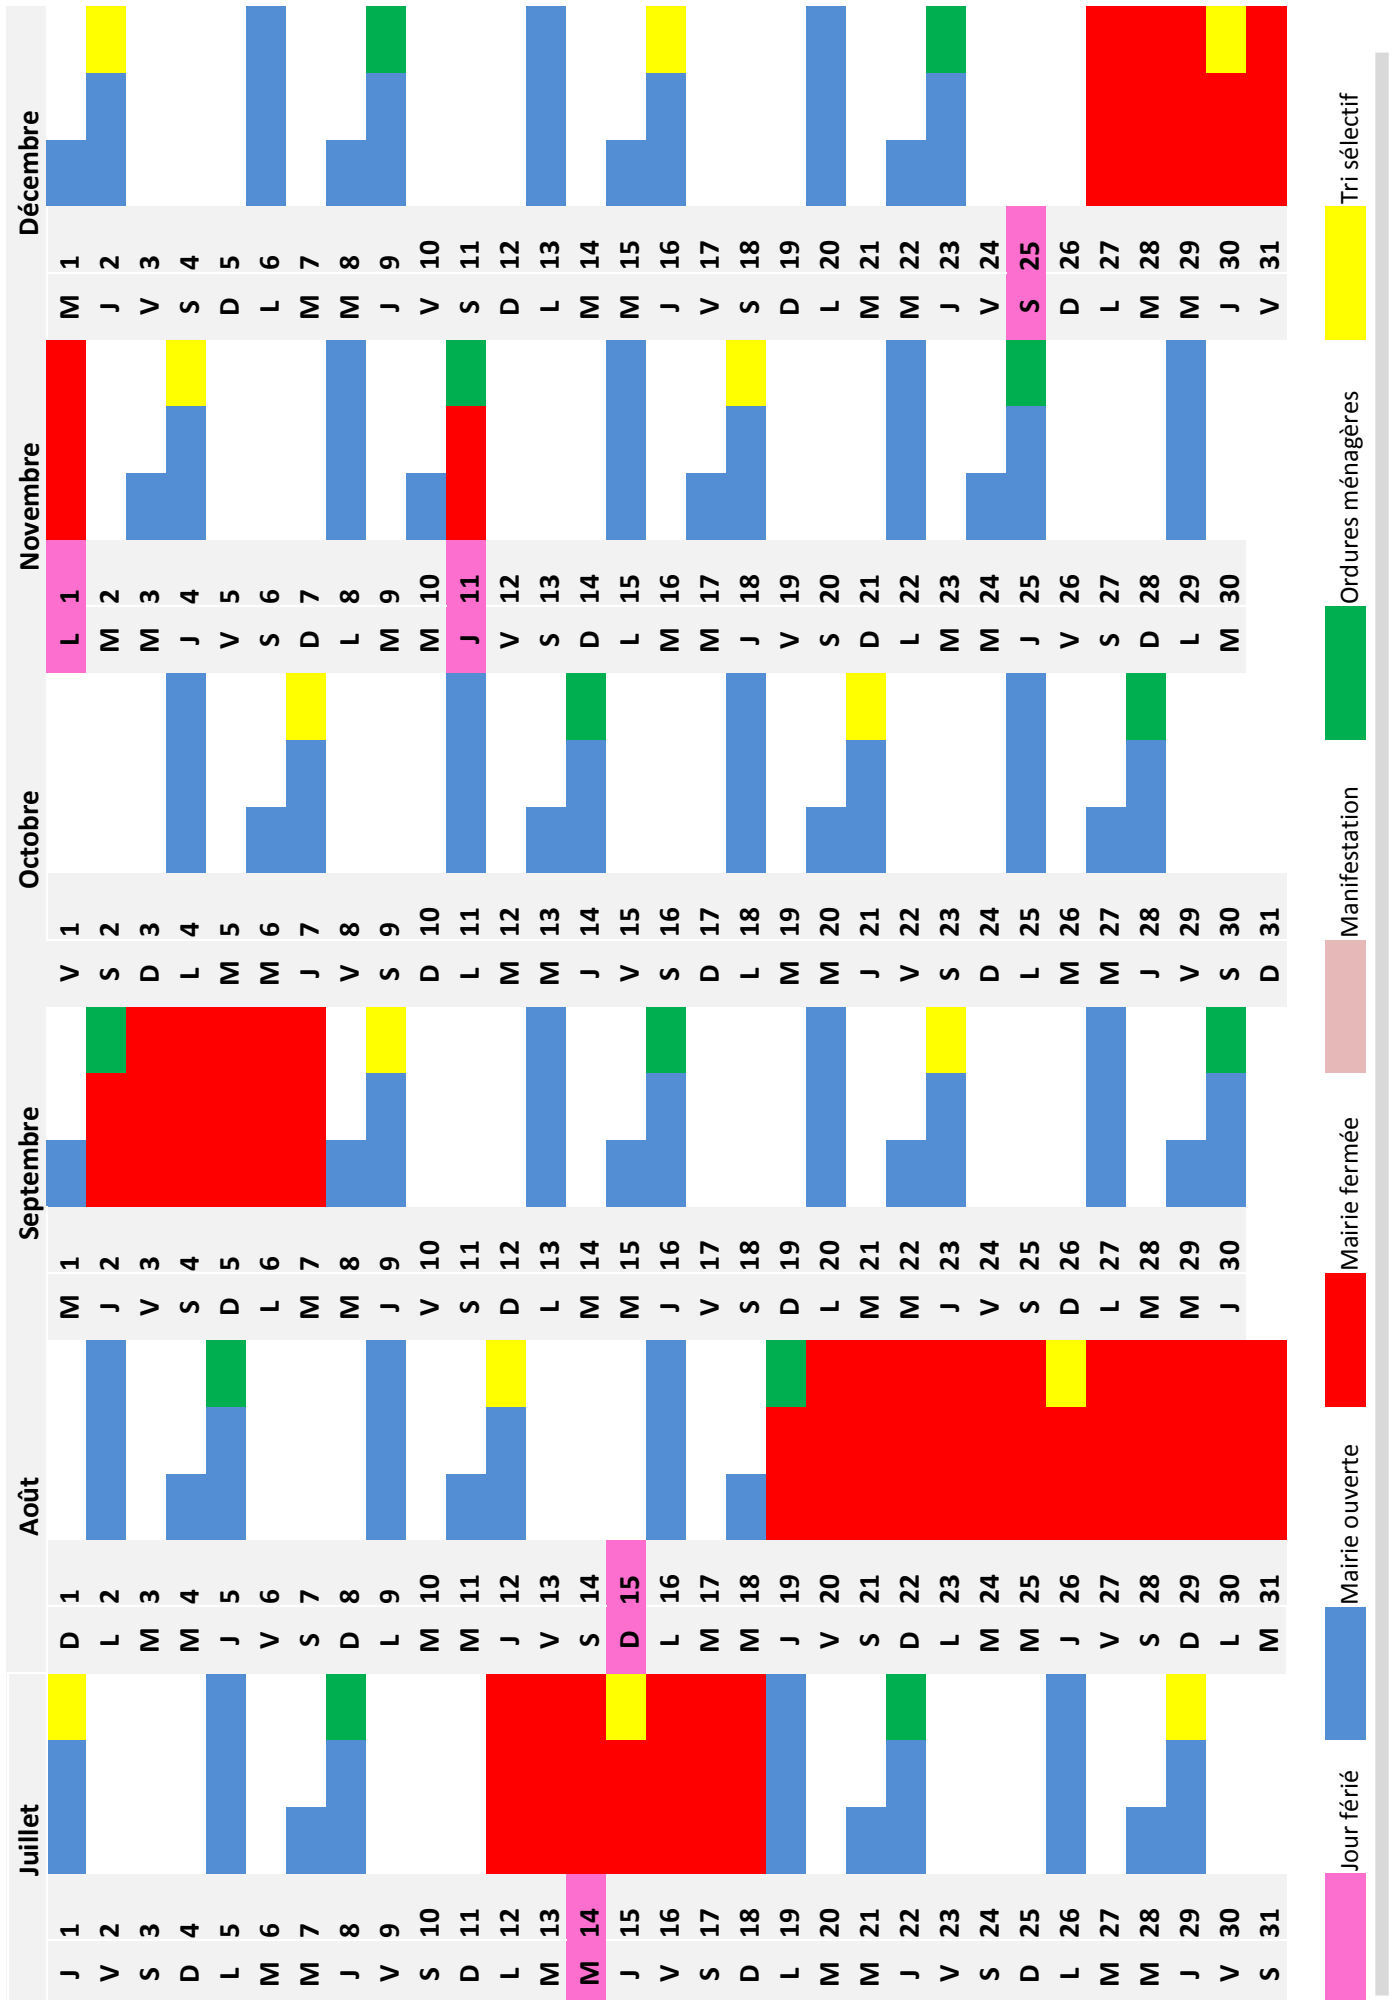 Juillet Août Septembre Octobre Novembre Décembre
J 1 D 1 M 1 V 1 L 1 M 1
V 2 L 2 J 2 S 2 M 2 J 2
S 3 M 3 V 3 D 3 M 3 V 3
D 4 M 4 S 4 L 4 J 4 S 4
L 5 J 5 D 5 M 5 V 5 D 5
M 6 V 6 L 6 M 6 S 6 L 6
M 7 S 7 M 7 J 7 D 7 M 7
J 8 D 8 M 8 V 8 L 8 M 8
V 9 L 9 J 9 S 9 M 9 J 9
S 10 M 10 V 10 D 10 M 10 V 10
D 11 M 11 S 11 L 11 J 11 S 11
L 12 J 12 D 12 M 12 V 12 D 12
M 13 V 13 L 13 M 13 S 13 L 13
M 14 S 14 M 14 J 14 D 14 M 14
J 15 D 15 M 15 V 15 L 15 M 15
V 16 L 16 J 16 S 16 M 16 J 16
S 17 M 17 V 17 D 17 M 17 V 17
D 18 M 18 S 18 L 18 J 18 S 18
L 19 J 19 D 19 M 19 V 19 D 19
M 20 V 20 L 20 M 20 S 20 L 20
M 21 S 21 M 21 J 21 D 21 M 21
J 22 D 22 M 22 V 22 L 22 M 22
V 23 L 23 J 23 S 23 M 23 J 23
S 24 M 24 V 24 D 24 M 24 V 24
D 25 M 25 S 25 L 25 J 25 S 25
L 26 J 26 D 26 M 26 V 26 D 26
M 27 V 27 L 27 M 27 S 27 L 27
M 28 S 28 M 28 J 28 D 28 M 28
J 29 D 29 M 29 V 29 L 29 M 29
V 30 L 30 J 30 S 30 M 30 J 30
S 31 M 31 D 31 V 31
Jour férié Mairie ouverte Mairie fermée Manifestation Ordures ménagères Tri sélectif